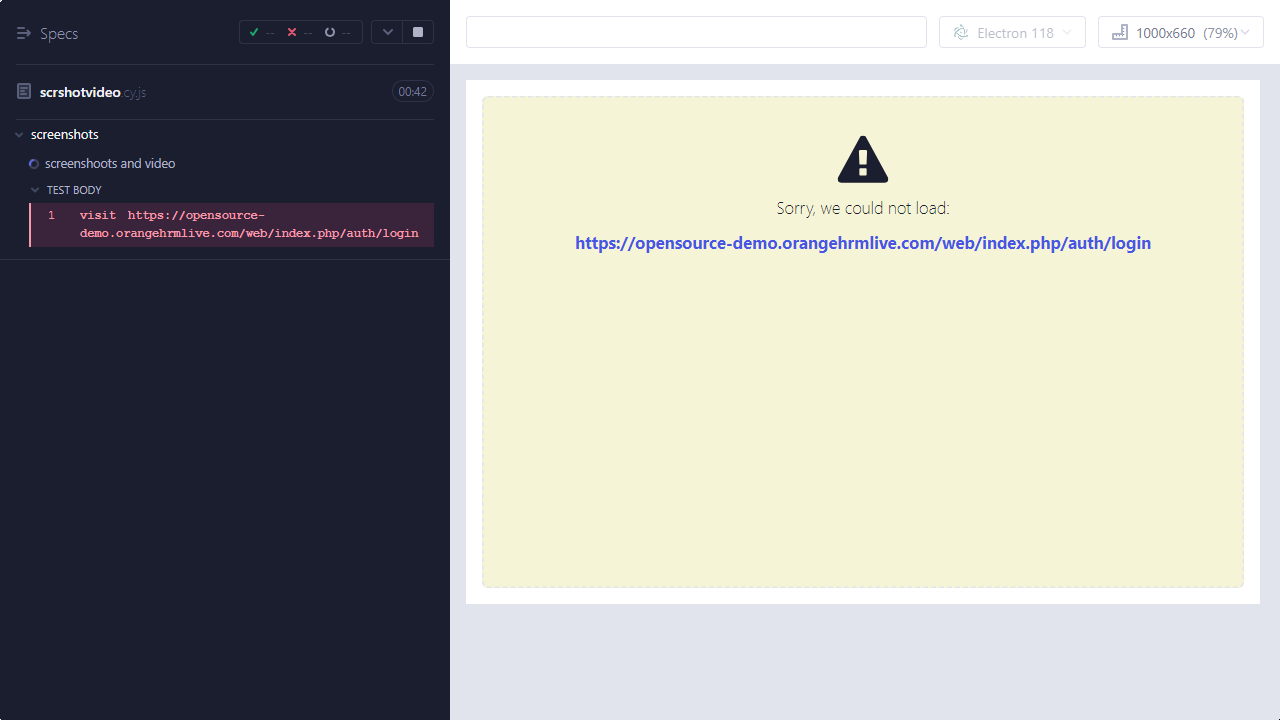 Specs
--
--
--
Electron 118
1000x660 (79%)
scrshotvideo.cy.js
00:42
screenshots
screenshoots and video
TEST BODY
1 visit https://opensource-
demo.orangehrmlive.com/web/index.php/auth/login
Sorry, we could not load:
https://opensource-demo.orangehrmlive.com/web/index.php/auth/login